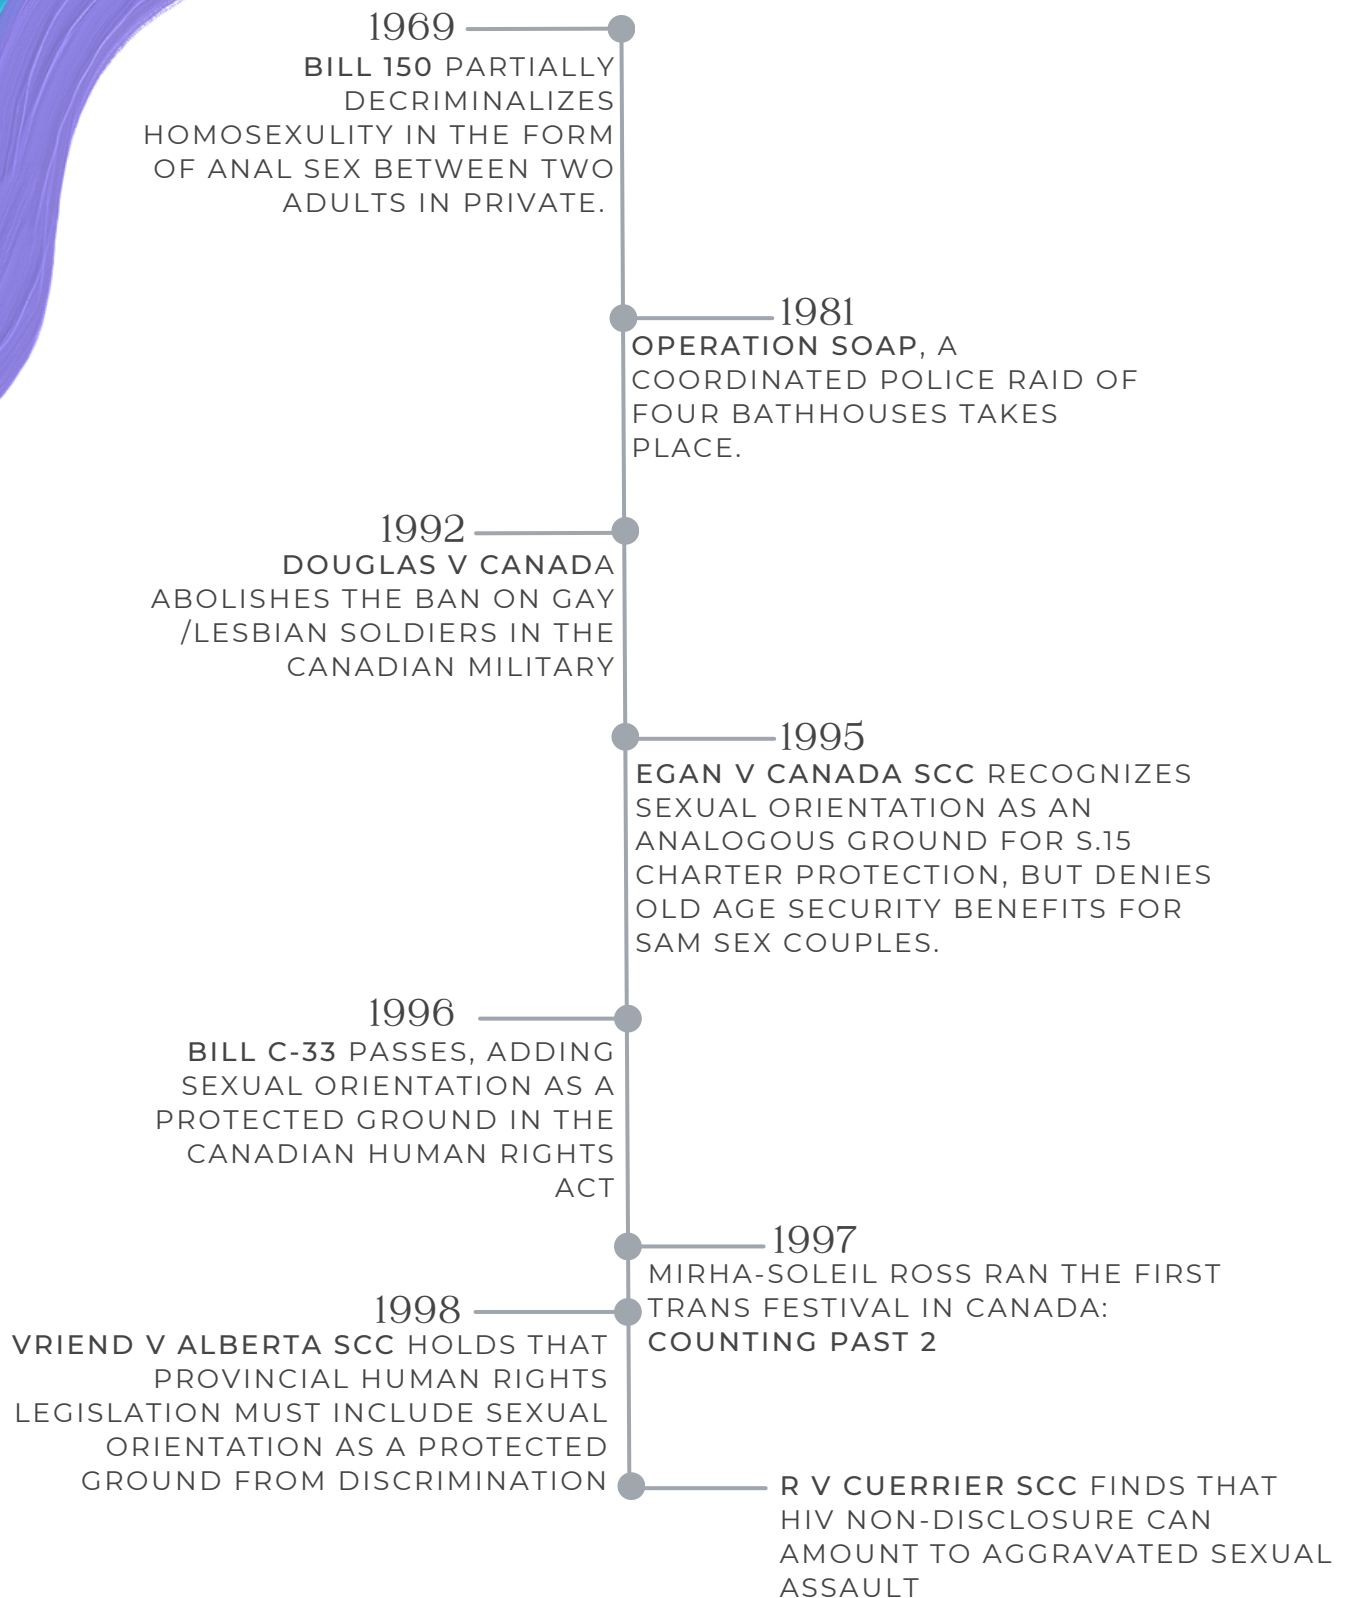 1969
BILL 150 PARTIALLY
DECRIMINALIZES
HOMOSEXULITY IN THE FORM
OF ANAL SEX BETWEEN TWO
ADULTS IN PRIVATE.
1981
OPERATION SOAP, A
COORDINATED POLICE RAID OF
FOUR BATHHOUSES TAKES
PLACE.
1992
DOUGLAS V CANADA
ABOLISHES THE BAN ON GAY
/LESBIAN SOLDIERS IN THE
CANADIAN MILITARY
1995
EGAN V CANADA SCC RECOGNIZES
SEXUAL ORIENTATION AS AN
ANALOGOUS GROUND FOR S.15
CHARTER PROTECTION, BUT DENIES
OLD AGE SECURITY BENEFITS FOR
SAM SEX COUPLES.
1996
BILL C-33 PASSES, ADDING
SEXUAL ORIENTATION AS A
PROTECTED GROUND IN THE
CANADIAN HUMAN RIGHTS
ACT
1997
MIRHA-SOLEIL ROSS RAN THE FIRST
TRANS FESTIVAL IN CANADA:
COUNTING PAST 2
1998
VRIEND V ALBERTA SCC HOLDS THAT
PROVINCIAL HUMAN RIGHTS
LEGISLATION MUST INCLUDE SEXUAL
ORIENTATION AS A PROTECTED
GROUND FROM DISCRIMINATION
R V CUERRIER SCC FINDS THAT
HIV NON-DISCLOSURE CAN
AMOUNT TO AGGRAVATED SEXUAL
ASSAULT